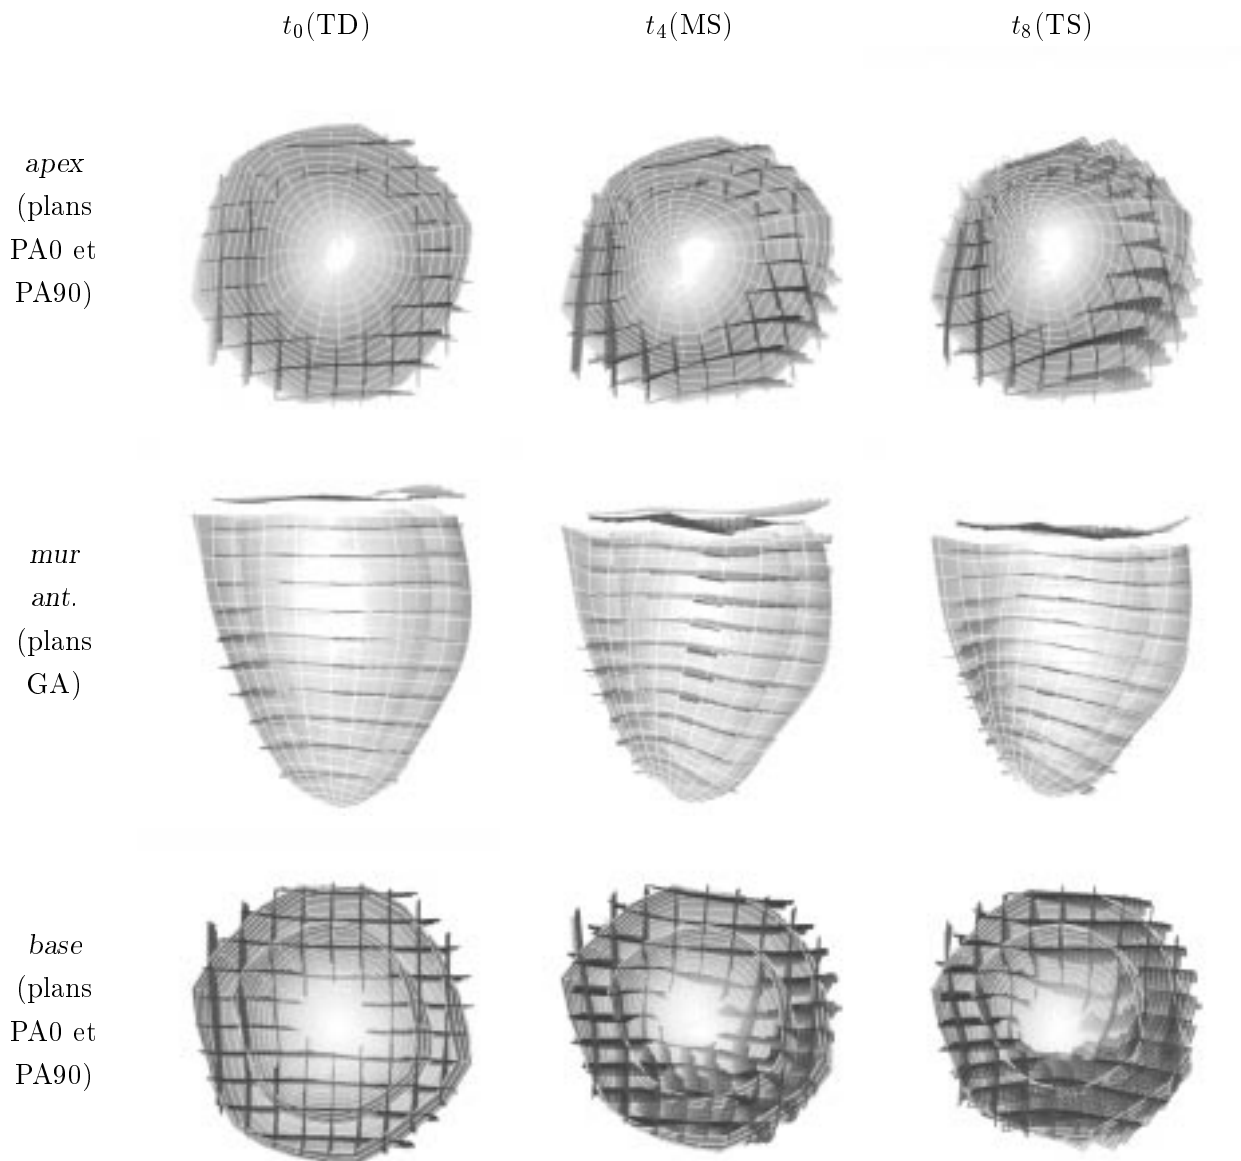 t₀(TD) t₄(MS) t₈(TS)
apex
(plans
PA0 et
PA90)
mur
ant.
(plans
GA)
base
(plans
PA0 et
PA90)